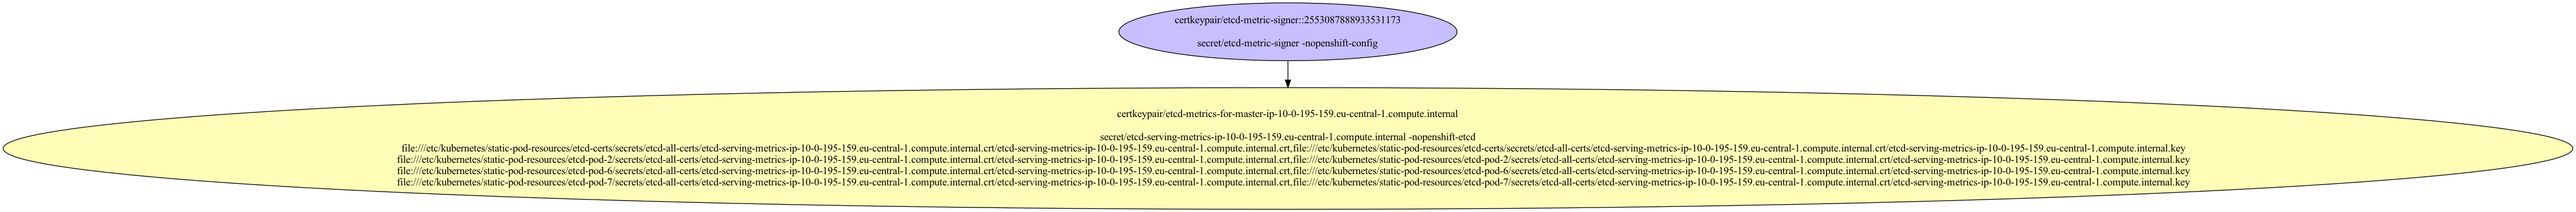 certkeypair/etcd-metric-signer::2553087888933531173
secret/etcd-metric-signer -nopenshift-config
certkeypair/etcd-metrics-for-master-ip-10-0-195-159.eu-central-1.compute.internal
secret/etcd-serving-metrics-ip-10-0-195-159.eu-central-1.compute.internal -nopenshift-etcd
file:///etc/kubernetes/static-pod-resources/etcd-certs/secrets/etcd-all-certs/etcd-serving-metrics-ip-10-0-195-159.eu-central-1.compute.internal.crt/etcd-serving-metrics-ip-10-0-195-159.eu-central-1.compute.internal.crt,file:///etc/kubernetes/static-pod-resources/etcd-certs/secrets/etcd-all-certs/etcd-serving-metrics-ip-10-0-195-159.eu-central-1.compute.internal.crt/etcd-serving-metrics-ip-10-0-195-159.eu-central-1.compute.internal.key
file:///etc/kubernetes/static-pod-resources/etcd-pod-2/secrets/etcd-all-certs/etcd-serving-metrics-ip-10-0-195-159.eu-central-1.compute.internal.crt/etcd-serving-metrics-ip-10-0-195-159.eu-central-1.compute.internal.crt,file:///etc/kubernetes/static-pod-resources/etcd-pod-2/secrets/etcd-all-certs/etcd-serving-metrics-ip-10-0-195-159.eu-central-1.compute.internal.crt/etcd-serving-metrics-ip-10-0-195-159.eu-central-1.compute.internal.key
file:///etc/kubernetes/static-pod-resources/etcd-pod-6/secrets/etcd-all-certs/etcd-serving-metrics-ip-10-0-195-159.eu-central-1.compute.internal.crt/etcd-serving-metrics-ip-10-0-195-159.eu-central-1.compute.internal.crt,file:///etc/kubernetes/static-pod-resources/etcd-pod-6/secrets/etcd-all-certs/etcd-serving-metrics-ip-10-0-195-159.eu-central-1.compute.internal.crt/etcd-serving-metrics-ip-10-0-195-159.eu-central-1.compute.internal.key
file:///etc/kubernetes/static-pod-resources/etcd-pod-7/secrets/etcd-all-certs/etcd-serving-metrics-ip-10-0-195-159.eu-central-1.compute.internal.crt/etcd-serving-metrics-ip-10-0-195-159.eu-central-1.compute.internal.crt,file:///etc/kubernetes/static-pod-resources/etcd-pod-7/secrets/etcd-all-certs/etcd-serving-metrics-ip-10-0-195-159.eu-central-1.compute.internal.crt/etcd-serving-metrics-ip-10-0-195-159.eu-central-1.compute.internal.key